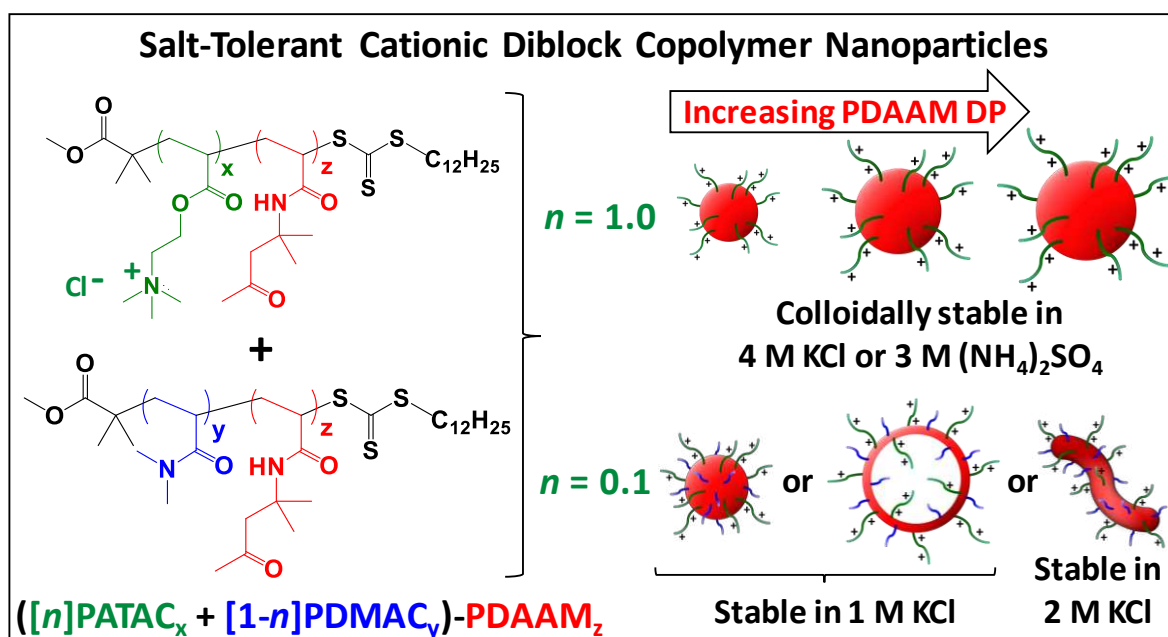 Salt-Tolerant Cationic Diblock Copolymer Nanoparticles
Increasing PDAAM DP
O
O
x
z
S
S
C12H25
S
O
O
HN
O
Cl⁻
+
N
O
n = 1.0
+ + + + + + + +
Colloidally stable in
4 M KCl or 3 M (NH4)2SO4
+
O
O
y
z
S
S
C12H25
S
N
O
HN
O
O
n = 0.1
or
or
Stable in 1 M KCl
Stable in
2 M KCl
([n]PATACx + [1-n]PDMACy)-PDAAMz